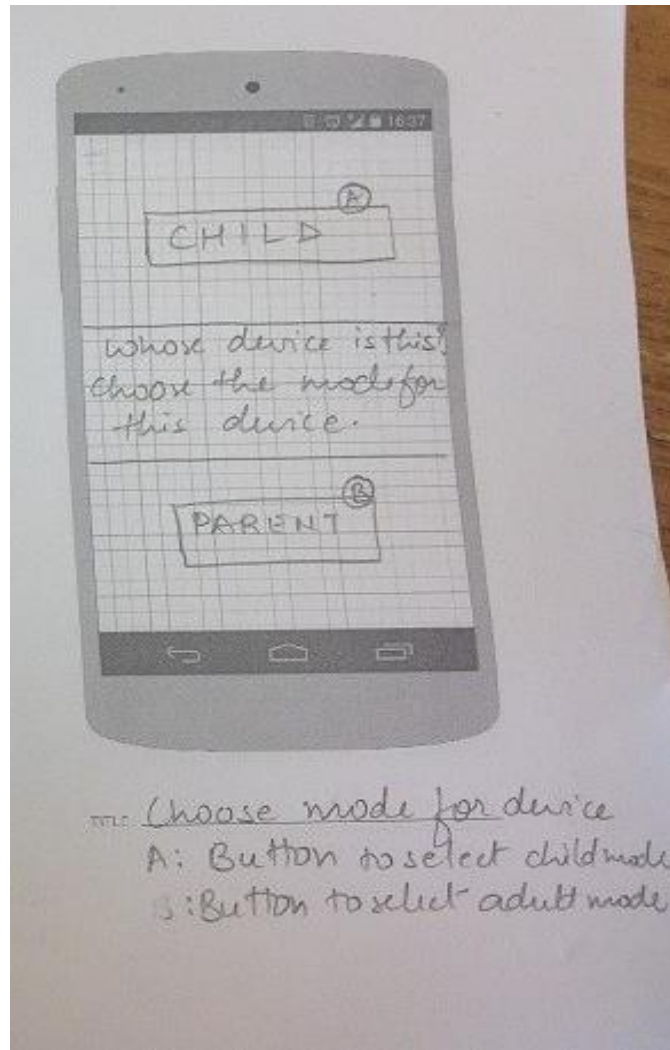 16:37
A
CHILD
whose device is this?
choose the mode for
this device.
B
PARENT
TITLE: Choose mode for device
A: Button to select child mode
B: Button to select adult mode